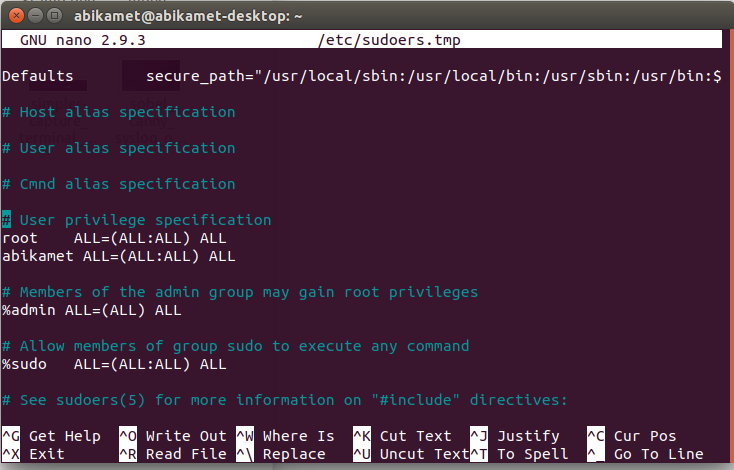 abikamet@abikamet-desktop: ~
GNU nano 2.9.3 /etc/sudoers.tmp
Defaults secure_path="/usr/local/sbin:/usr/local/bin:/usr/sbin:/usr/bin:$
# Host alias specification
# User alias specification
# Cmnd alias specification
# User privilege specification
root ALL=(ALL:ALL) ALL
abikamet ALL=(ALL:ALL) ALL
# Members of the admin group may gain root privileges
%admin ALL=(ALL) ALL
# Allow members of group sudo to execute any command
%sudo ALL=(ALL:ALL) ALL
# See sudoers(5) for more information on "#include" directives:
^G Get Help ^O Write Out ^W Where Is ^K Cut Text ^J Justify ^C Cur Pos
^X Exit ^R Read File ^\ Replace ^U Uncut Text ^T To Spell ^_ Go To Line